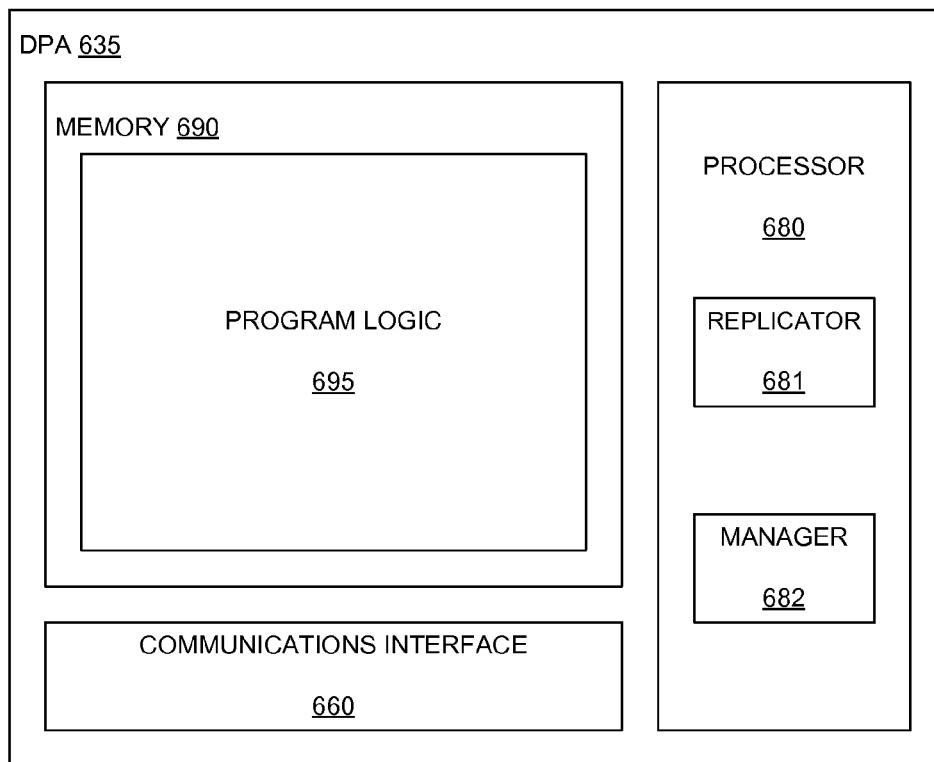 DPA 635
MEMORY 690
PROGRAM LOGIC
695
PROCESSOR
680
REPLICATOR
681
MANAGER
682
COMMUNICATIONS INTERFACE
660